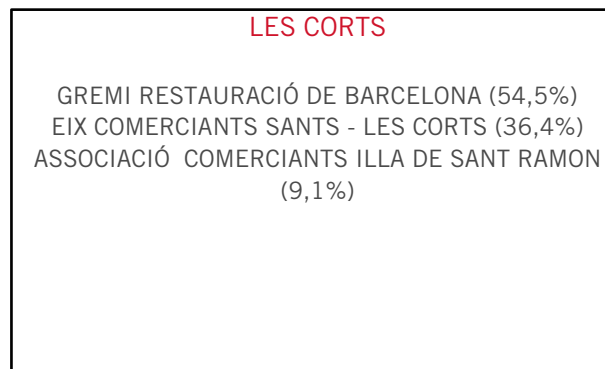 LES CORTS
GREMI RESTAURACIÓ DE BARCELONA (54,5%)
EIX COMERCIANTS SANTS - LES CORTS (36,4%)
ASSOCIACIÓ  COMERCIANTS ILLA DE SANT RAMON
(9,1%)